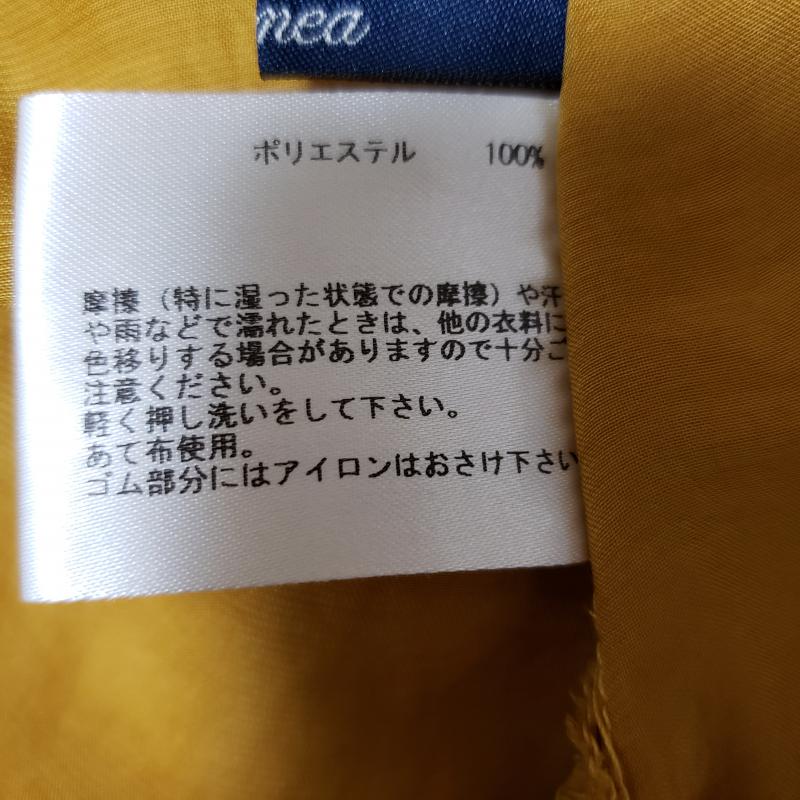 nea
ポリエステル 100%
摩擦（特に湿った状態での摩擦）や汗
や雨などで濡れたときは、他の衣料に
色移りする場合がありますので十分ご
注意ください。
軽く押し洗いをして下さい。
あて布使用。
ゴム部分にはアイロンはおさけ下さい